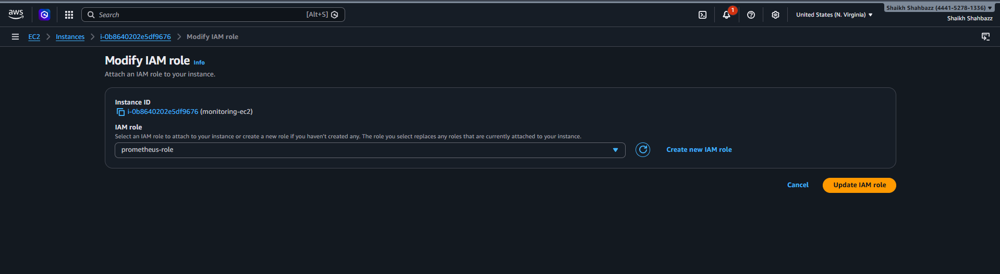 aws
Search [Alt+S]
1
United States (N. Virginia)
Shaikh Shahbazz (4441-5278-1336)
Shaikh Shahbazz
EC2 Instances i-0b8640202e5df9676 Modify IAM role
Modify IAM role Info
Attach an IAM role to your instance.
Instance ID
i-0b8640202e5df9676 (monitoring-ec2)
IAM role
Select an IAM role to attach to your instance or create a new role if you haven't created any. The role you select replaces any roles that are currently attached to your instance.
prometheus-role
Create new IAM role
Cancel Update IAM role